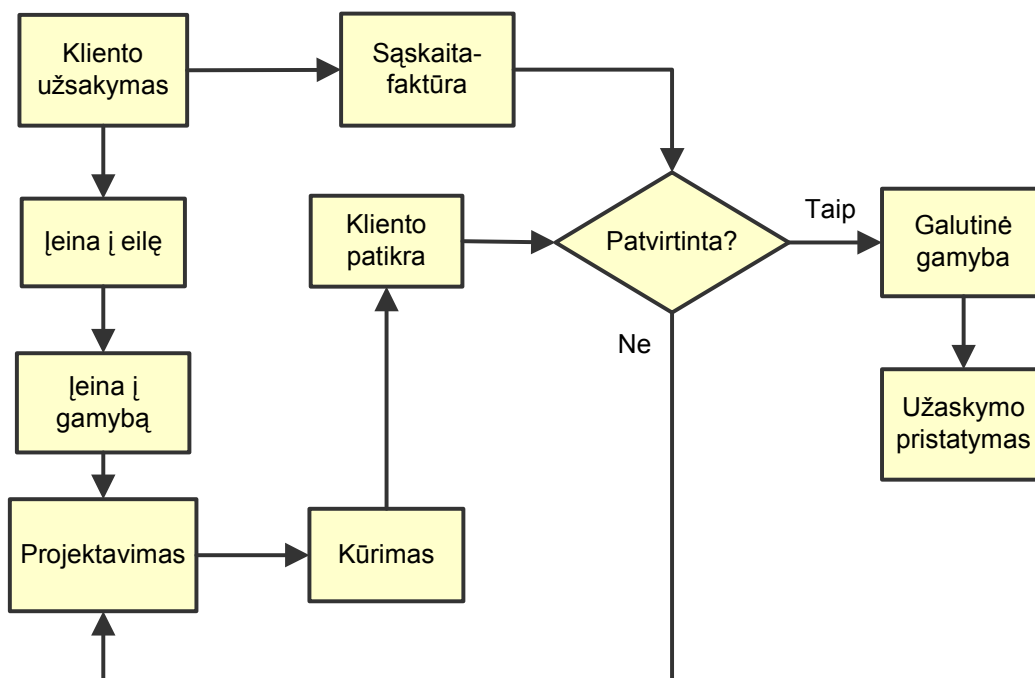 Kliento
užsakymas
Sąskaita-
faktūra
Įeina į eilę
Kliento
patikra
Patvirtinta?
Taip
Galutinė
gamyba
Ne
Įeina į
gamybą
Užaskymo
pristatymas
Projektavimas
Kūrimas